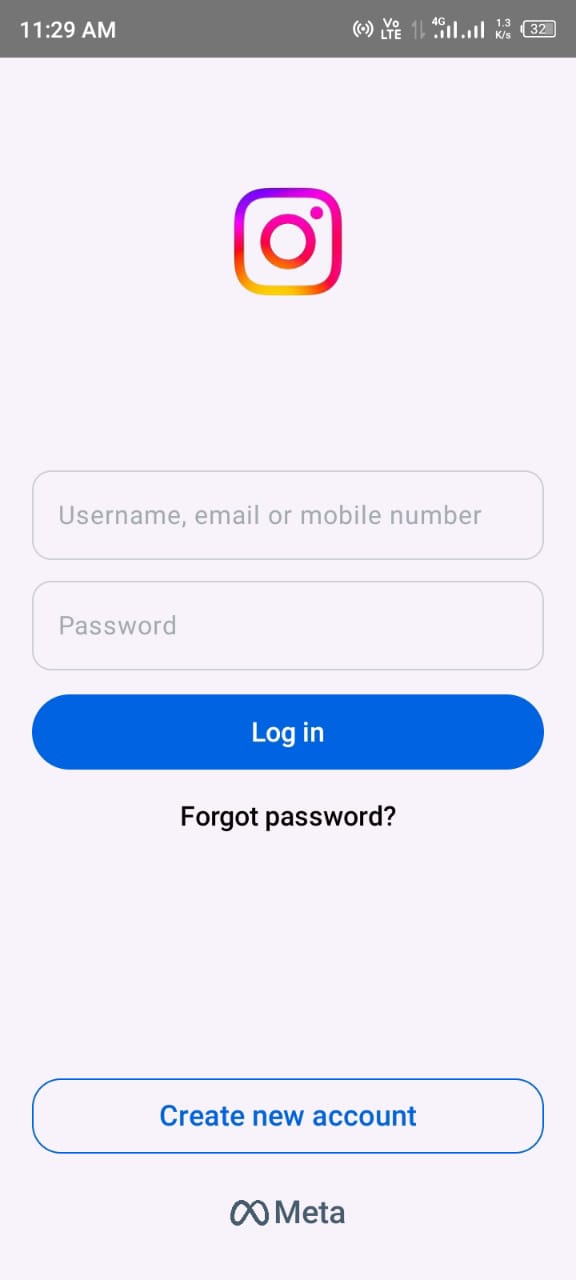 11:29 AM Vo LTE 4G 1.3 K/s 32
Username, email or mobile number
Password
Log in
Forgot password?
Create new account
Meta